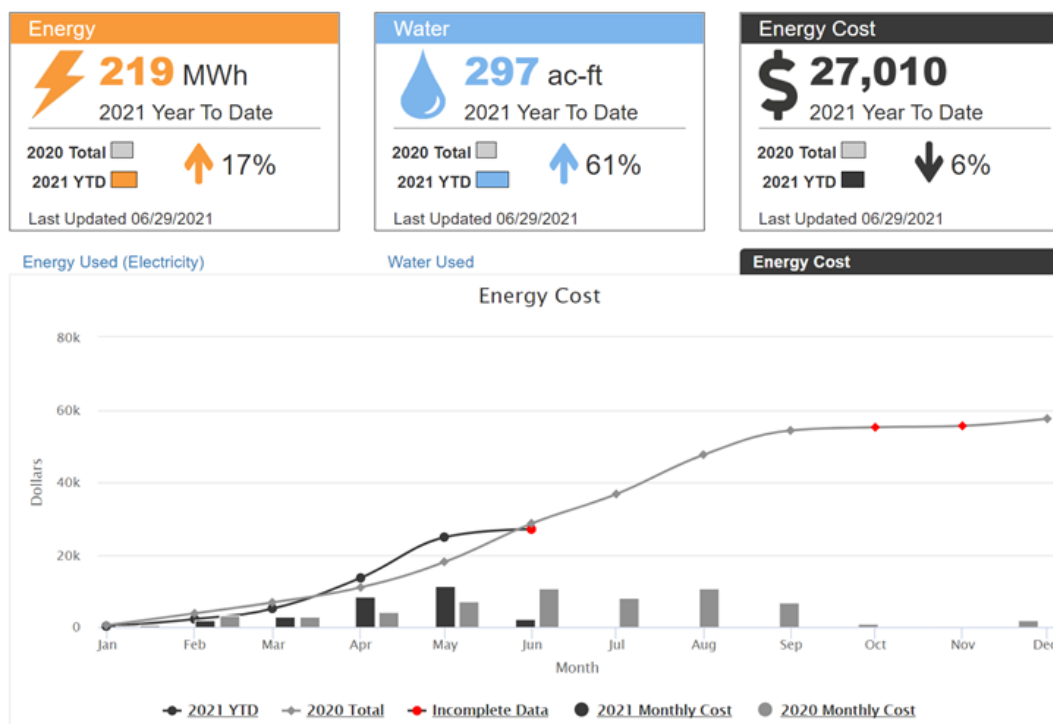 Energy
219 MWh
2021 Year To Date
2020 Total
2021 YTD
17%
Last Updated 06/29/2021
Water
297 ac-ft
2021 Year To Date
2020 Total
2021 YTD
61%
Last Updated 06/29/2021
Energy Cost
$ 27,010
2021 Year To Date
2020 Total
2021 YTD
6%
Last Updated 06/29/2021
Energy Used (Electricity)
Water Used
Energy Cost
Energy Cost
80k
60k
40k
20k
0
Dollars
Jan Feb Mar Apr May Jun Jul Aug Sep Oct Nov Dec
Month
2021 YTD 2020 Total Incomplete Data 2021 Monthly Cost 2020 Monthly Cost